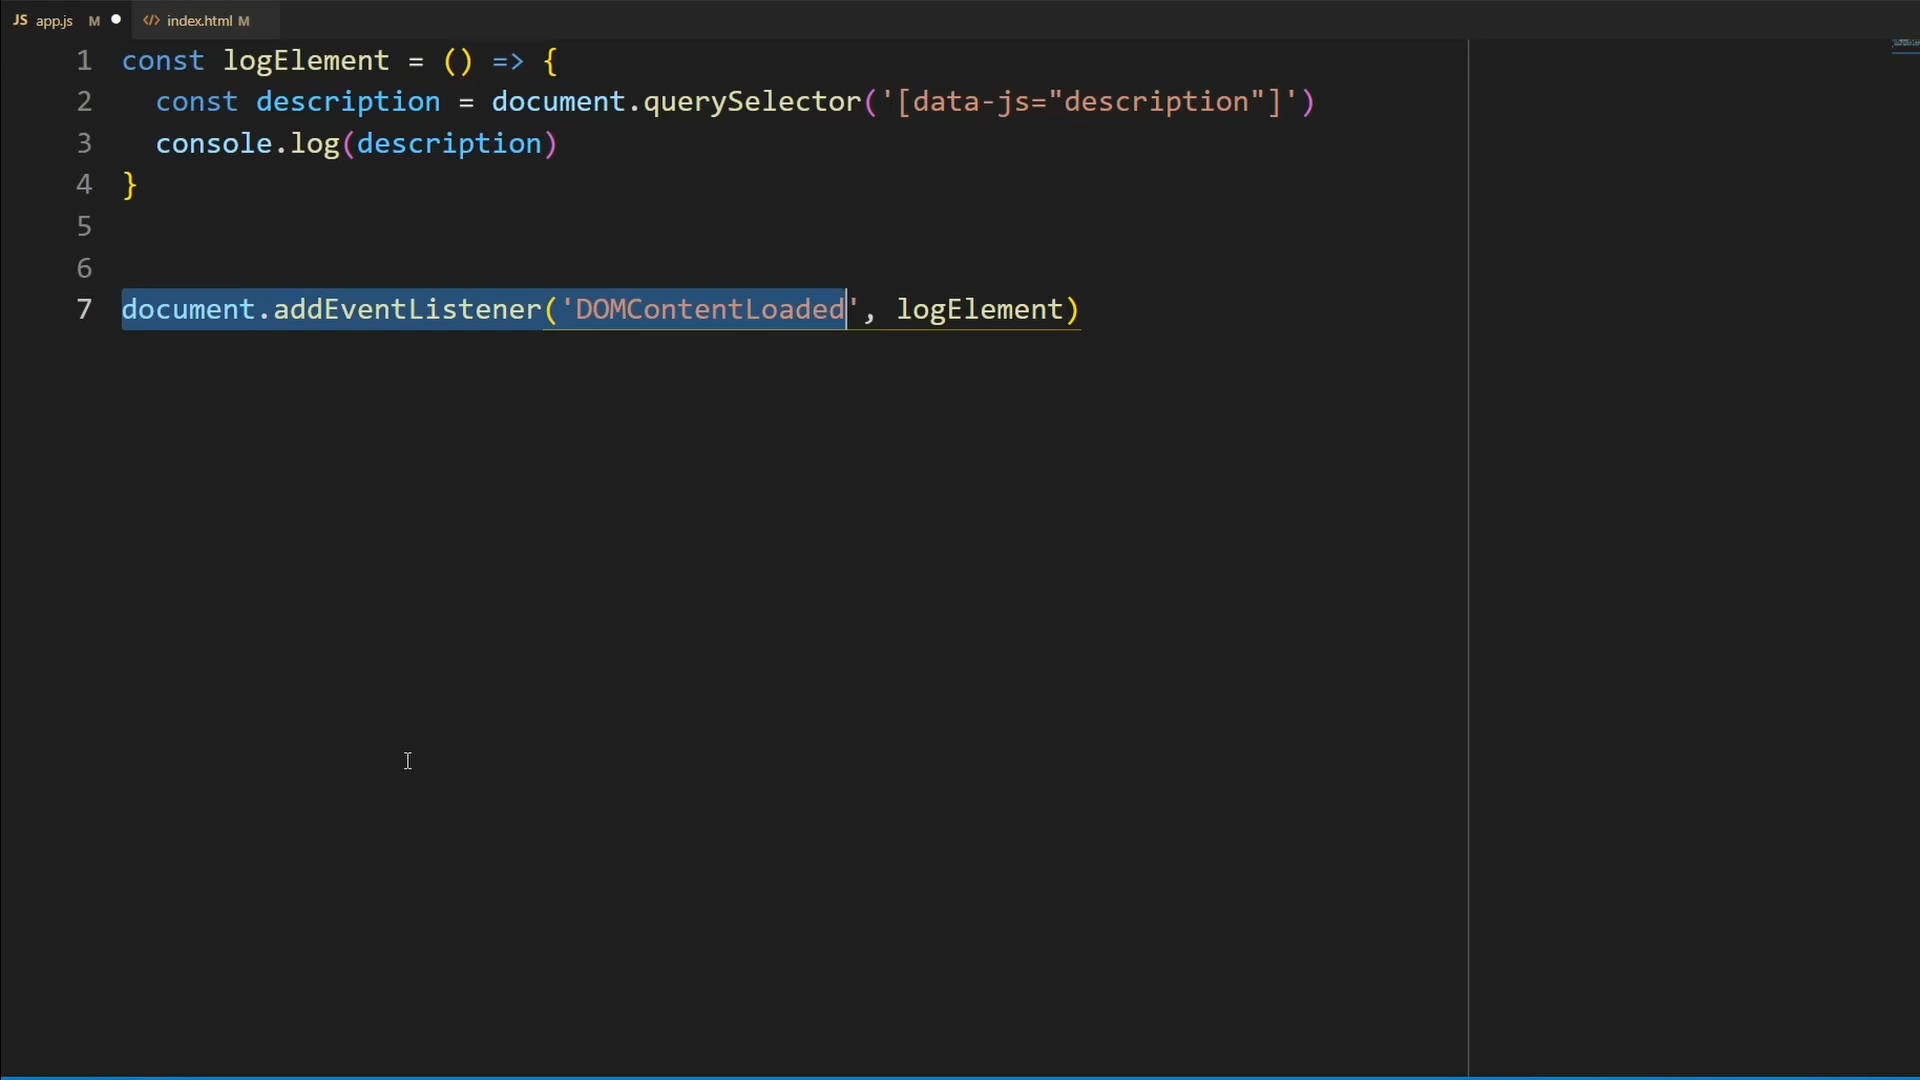 JS app.js M ● <> index.html M
1 const logElement = () => {
2   const description = document.querySelector('[data-js="description"]')
3   console.log(description)
4 }
5
6
7 document.addEventListener('DOMContentLoaded', logElement)